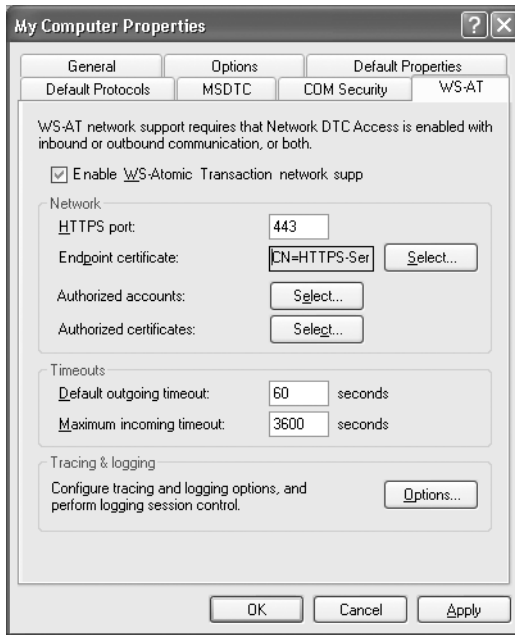 My Computer Properties
General Options Default Properties
Default Protocols MSDTC COM Security WS-AT
WS-AT network support requires that Network DTC Access is enabled with
inbound or outbound communication, or both.
Enable WS-Atomic Transaction network supp
Network
HTTPS port: 443
Endpoint certificate: CN=HTTPS-Ser Select...
Authorized accounts: Select...
Authorized certificates: Select...
Timeouts
Default outgoing timeout: 60 seconds
Maximum incoming timeout: 3600 seconds
Tracing & logging
Configure tracing and logging options, and
perform logging session control.
Options...
OK Cancel Apply